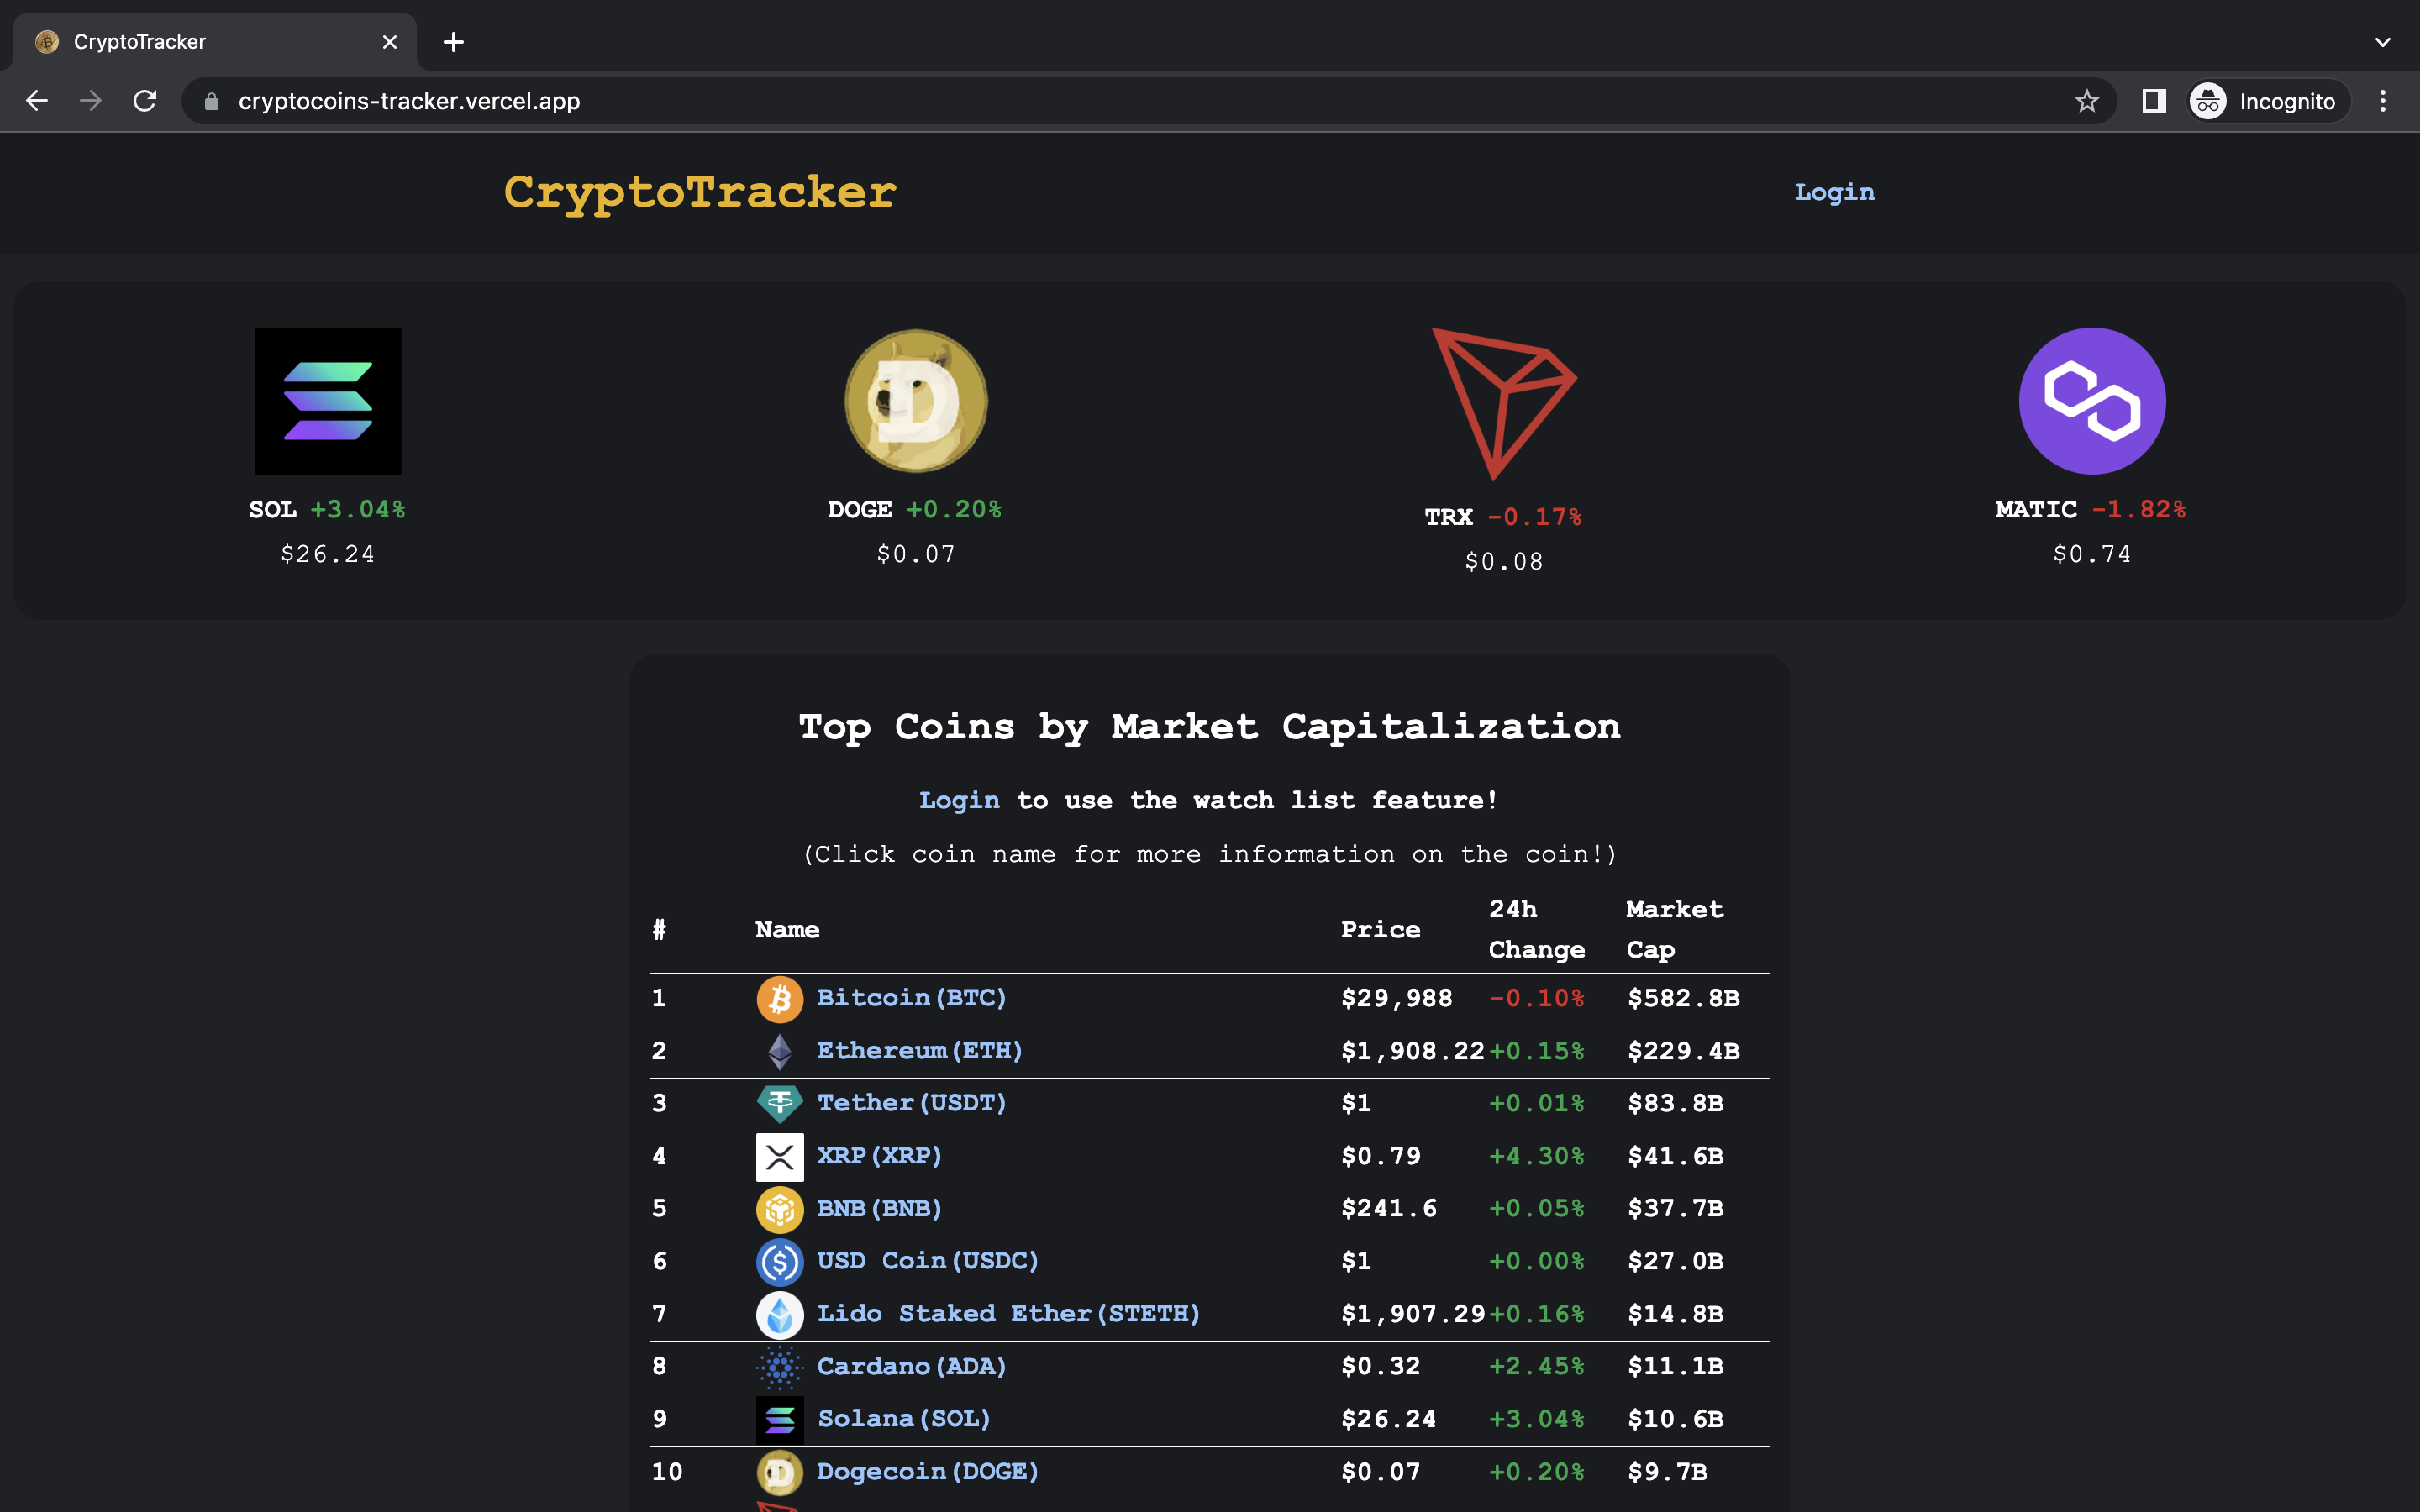 CryptoTracker
cryptocoins-tracker.vercel.app
Incognito
CryptoTracker
Login
SOL +3.04%
$26.24
DOGE +0.20%
$0.07
TRX -0.17%
$0.08
MATIC -1.82%
$0.74
Top Coins by Market Capitalization
Login to use the watch list feature!
(Click coin name for more information on the coin!)
# Name Price 24h Change Market Cap
1 Bitcoin(BTC) $29,988 -0.10% $582.8B
2 Ethereum(ETH) $1,908.22 +0.15% $229.4B
3 Tether(USDT) $1 +0.01% $83.8B
4 XRP(XRP) $0.79 +4.30% $41.6B
5 BNB(BNB) $241.6 +0.05% $37.7B
6 USD Coin(USDC) $1 +0.00% $27.0B
7 Lido Staked Ether(STETH) $1,907.29 +0.16% $14.8B
8 Cardano(ADA) $0.32 +2.45% $11.1B
9 Solana(SOL) $26.24 +3.04% $10.6B
10 Dogecoin(DOGE) $0.07 +0.20% $9.7B